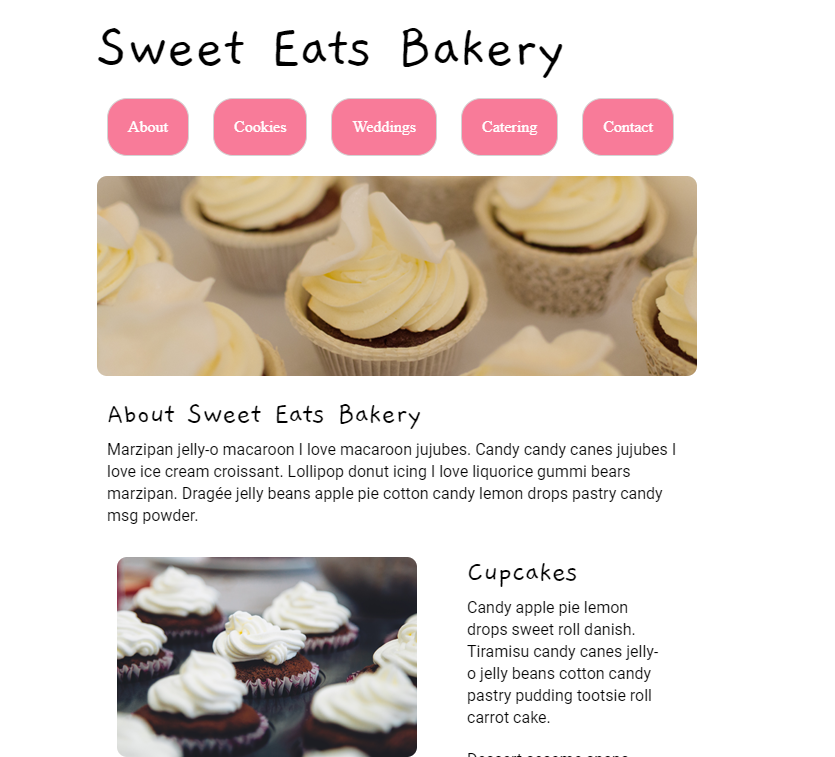 Sweet Eats Bakery
About
Cookies
Weddings
Catering
Contact
About Sweet Eats Bakery
Marzipan jelly-o macaroon I love macaroon jujubes. Candy candy canes jujubes I
love ice cream croissant. Lollipop donut icing I love liquorice gummi bears
marzipan. Dragée jelly beans apple pie cotton candy lemon drops pastry candy
msg powder.
Cupcakes
Candy apple pie lemon
drops sweet roll danish.
Tiramisu candy canes jelly-
o jelly beans cotton candy
pastry pudding tootsie roll
carrot cake.